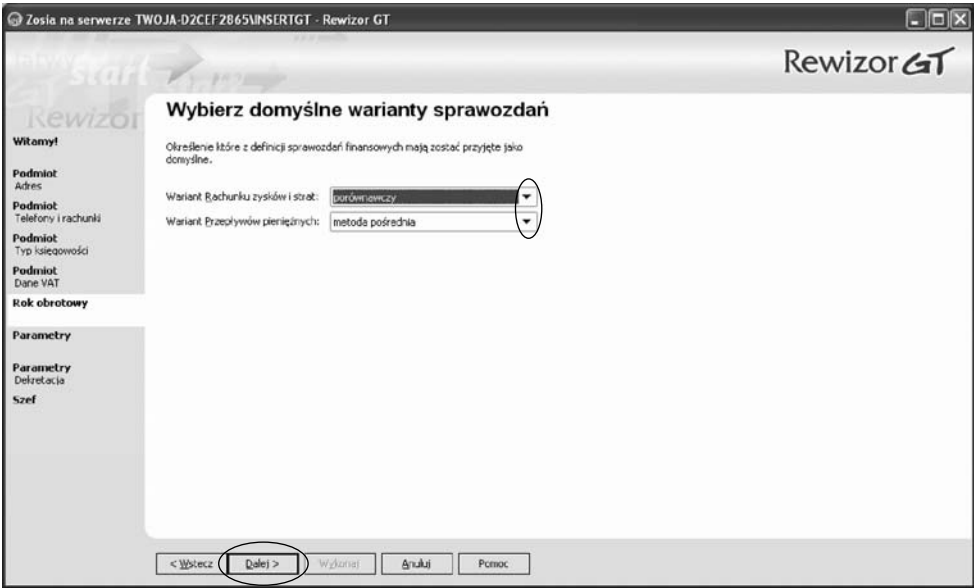 Zosia na serwerze TWOJA-D2CEF2865\INSERTGT - Rewizor GT
start
Rewizor GT
Rewizor
Wybierz domyślne warianty sprawozdań
Witamy!
Określenie które z definicji sprawozdań finansowych mają zostać przyjęte jako
domyślne.
Podmiot
Adres
Wariant Rachunku zysków i strat: porównawczy
Podmiot
Telefony i rachunki
Wariant Przepływów pieniężnych: metoda pośrednia
Podmiot
Typ księgowości
Podmiot
Dane VAT
Rok obrotowy
Parametry
Parametry
Dekretacja
Szef
< Wstecz Dalej > Wykonaj Anuluj Pomoc